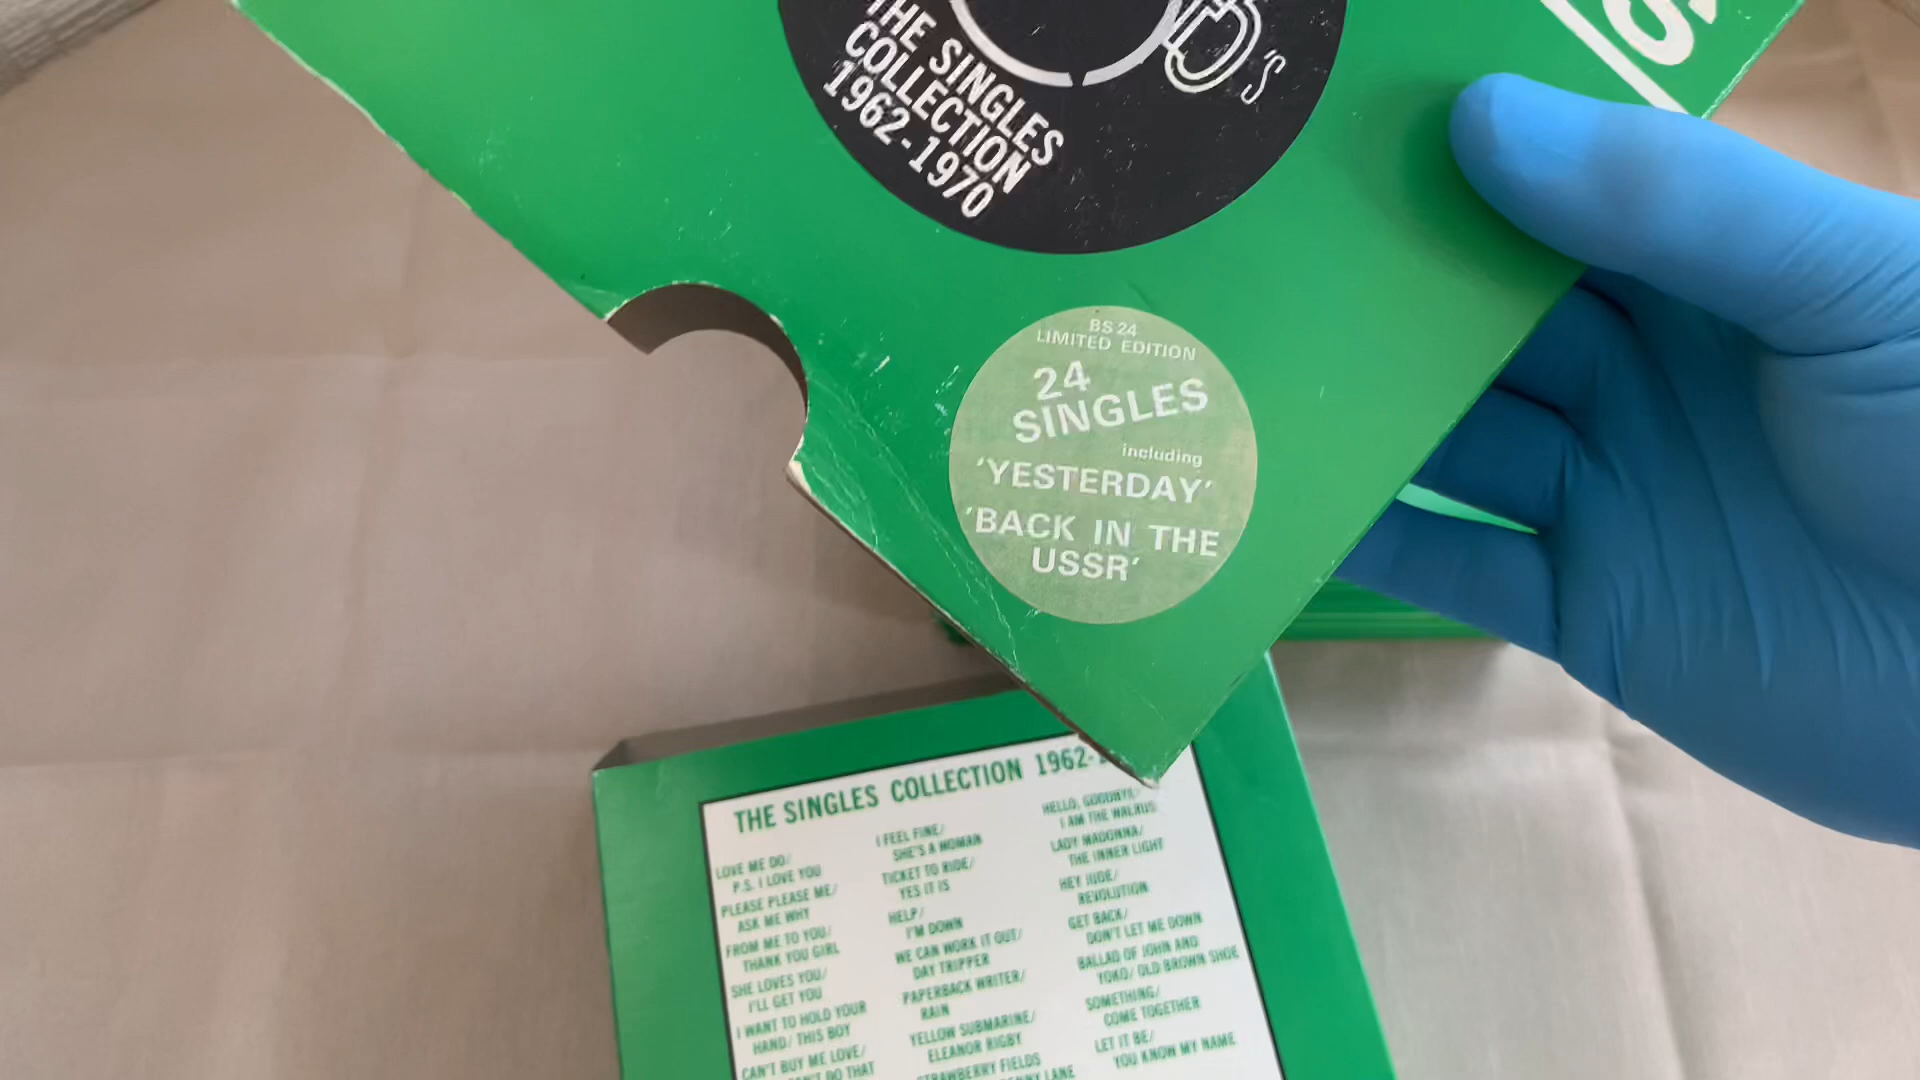 THE SINGLES
COLLECTION
1962-1970
D's
S
BS 24
LIMITED EDITION
24
SINGLES
including
'YESTERDAY'
'BACK IN THE
USSR'
THE SINGLES COLLECTION 1962-
LOVE ME DO/
P.S. I LOVE YOU
PLEASE PLEASE ME/
ASK ME WHY
FROM ME TO YOU/
THANK YOU GIRL
SHE LOVES YOU/
I'LL GET YOU
I WANT TO HOLD YOUR
HAND/ THIS BOY
CAN'T BUY ME LOVE/
DO THAT
I FEEL FINE/
SHE'S A WOMAN
TICKET TO RIDE/
YES IT IS
HELP/
I'M DOWN
WE CAN WORK IT OUT/
DAY TRIPPER
PAPERBACK WRITER/
RAIN
YELLOW SUBMARINE/
ELEANOR RIGBY
STRAWBERRY FIELDS
LANE
HELLO, GOODBYE/
I AM THE WALRUS
LADY MADONNA/
THE INNER LIGHT
HEY JUDE/
REVOLUTION
GET BACK/
DON'T LET ME DOWN
BALLAD OF JOHN AND
YOKO/ OLD BROWN SHOE
SOMETHING/
COME TOGETHER
LET IT BE/
YOU KNOW MY NAME